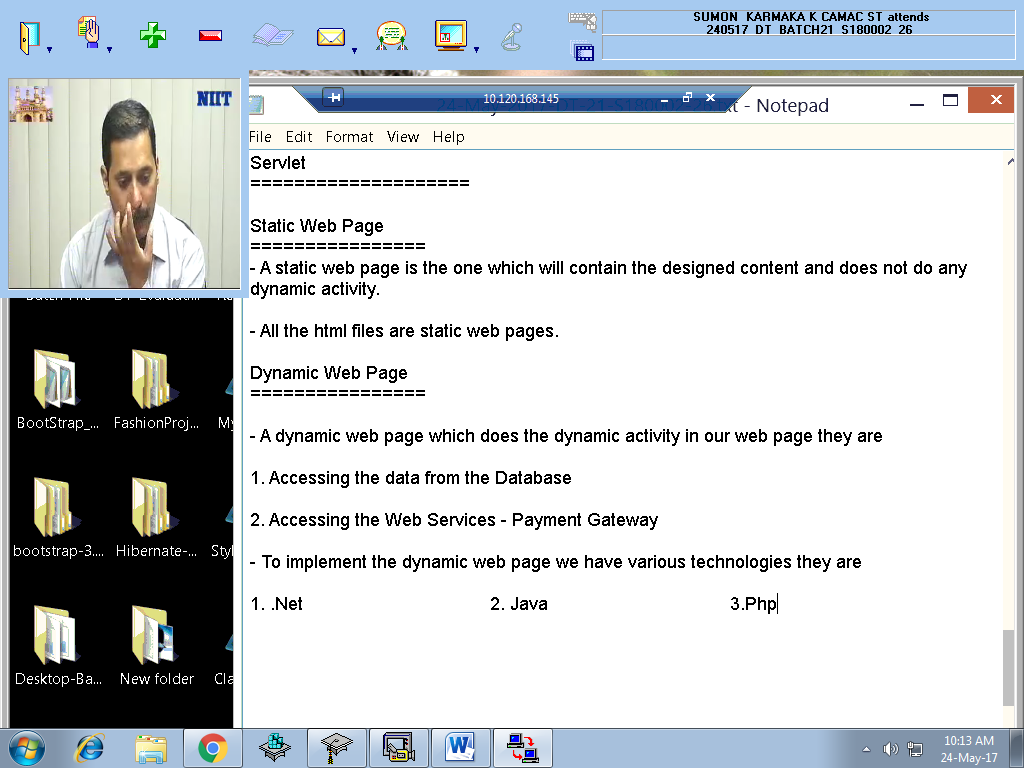 SUMON KARMAKA K CAMAC ST attends
240517_DT_BATCH21_S180002_26
NIIT
10.120.168.145
txt - Notepad
File Edit Format View Help
Servlet
====================
Static Web Page
================
- A static web page is the one which will contain the designed content and does not do any
dynamic activity.
- All the html files are static web pages.
Dynamic Web Page
================
- A dynamic web page which does the dynamic activity in our web page they are
1. Accessing the data from the Database
2. Accessing the Web Services - Payment Gateway
- To implement the dynamic web page we have various technologies they are
1. .Net 2. Java 3.Php
BootStrap_... FashionProj... My
bootstrap-3.... Hibernate-... Styl
Desktop-Ba... New folder Cla
10:13 AM
24-May-17